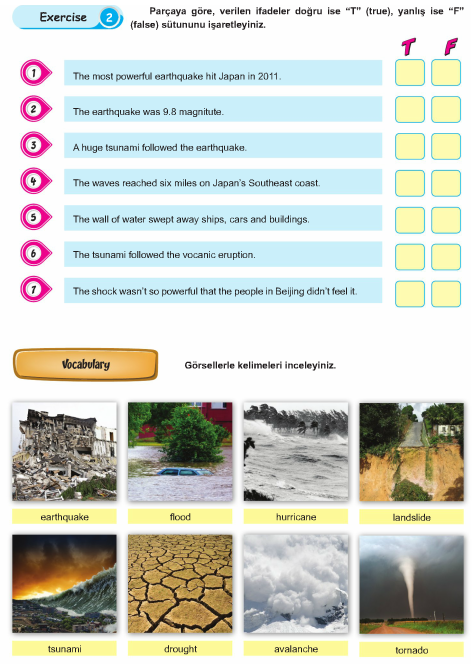 Exercise 2
Parçaya göre, verilen ifadeler doğru ise “T” (true), yanlış ise “F”
(false) sütununu işaretleyiniz.
T F
1 The most powerful earthquake hit Japan in 2011.
2 The earthquake was 9.8 magnitute.
3 A huge tsunami followed the earthquake.
4 The waves reached six miles on Japan's Southeast coast.
5 The wall of water swept away ships, cars and buildings.
6 The tsunami followed the vocanic eruption.
7 The shock wasn't so powerful that the people in Beijing didn't feel it.
Vocabulary
Görsellerle kelimeleri inceleyiniz.
earthquake flood hurricane landslide
tsunami drought avalanche tornado